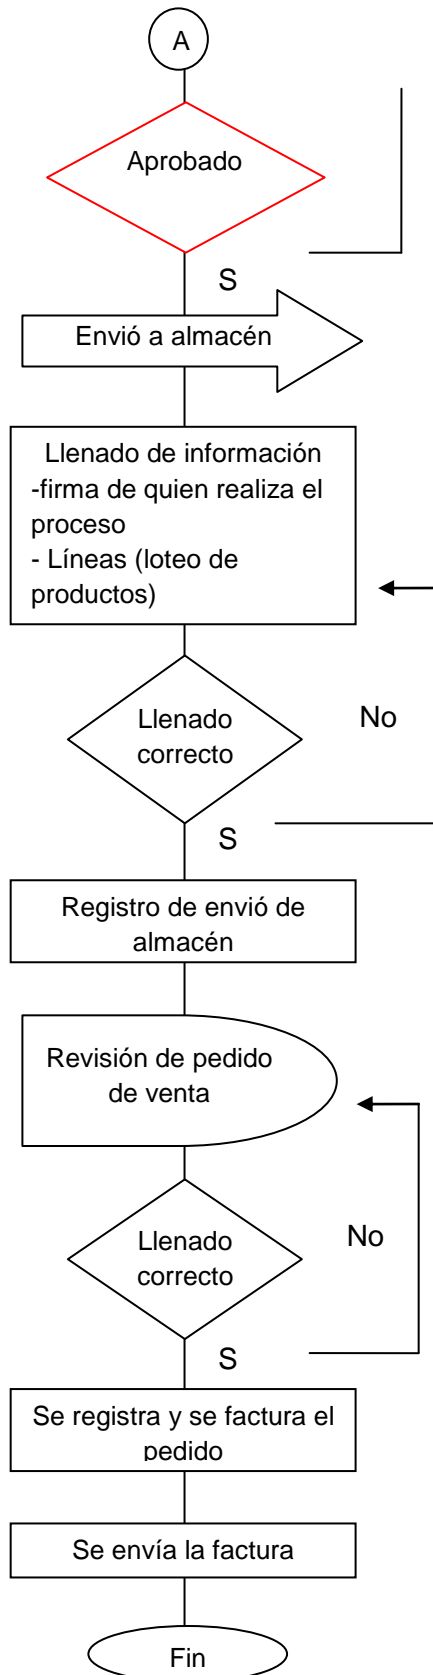 A
Aprobado
S
Envió a almacén
Llenado de información
-firma de quien realiza el
proceso
- Líneas (loteo de
productos)
Llenado
correcto
No
S
Registro de envió de
almacén
Revisión de pedido
de venta
Llenado
correcto
No
S
Se registra y se factura el
pedido
Se envía la factura
Fin